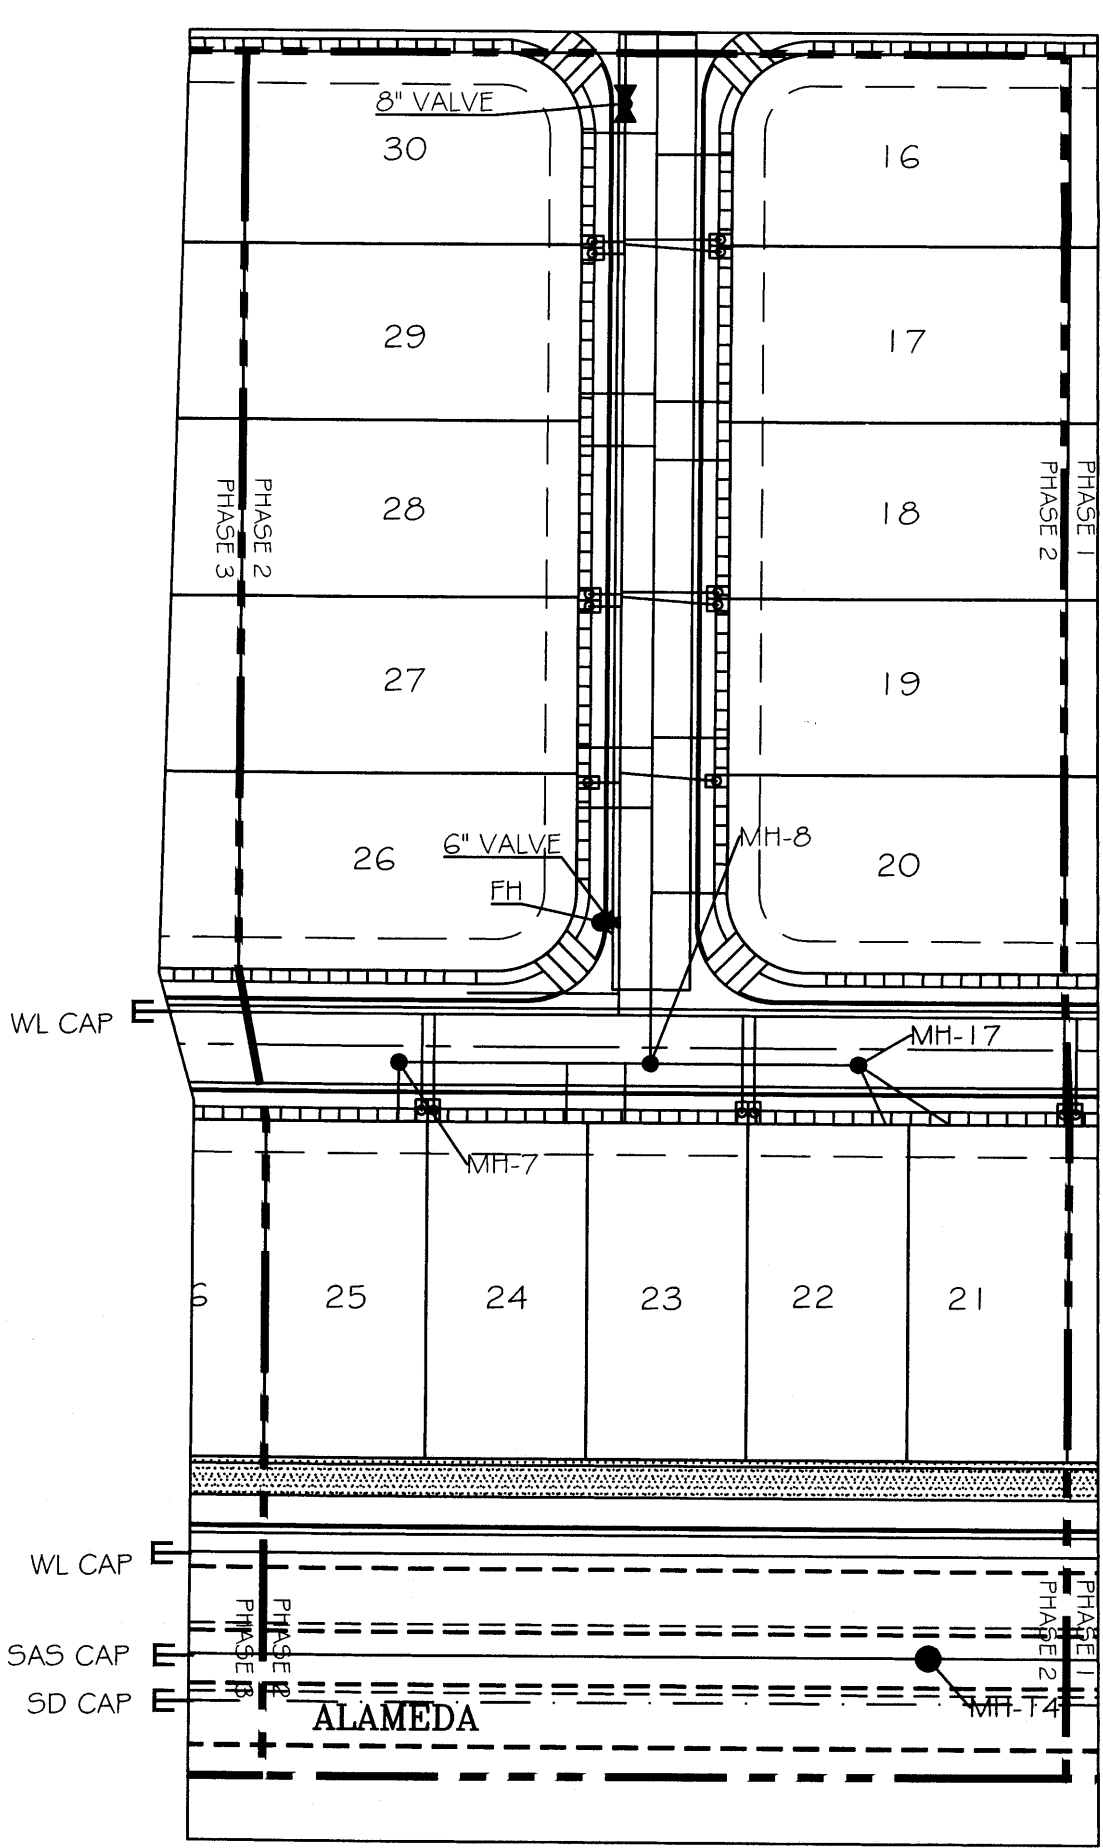 8" VALVE
30
16
29
17
28
18
PHASE 3
PHASE 2
PHASE 2
PHASE 1
27
19
26
6" VALVE
FH
MH-8
20
WL CAP
MH-17
MH-7
6
25
24
23
22
21
WL CAP
PHASE 3
PHASE 2
PHASE 2
PHASE 1
SAS CAP
SD CAP
ALAMEDA
MH-14